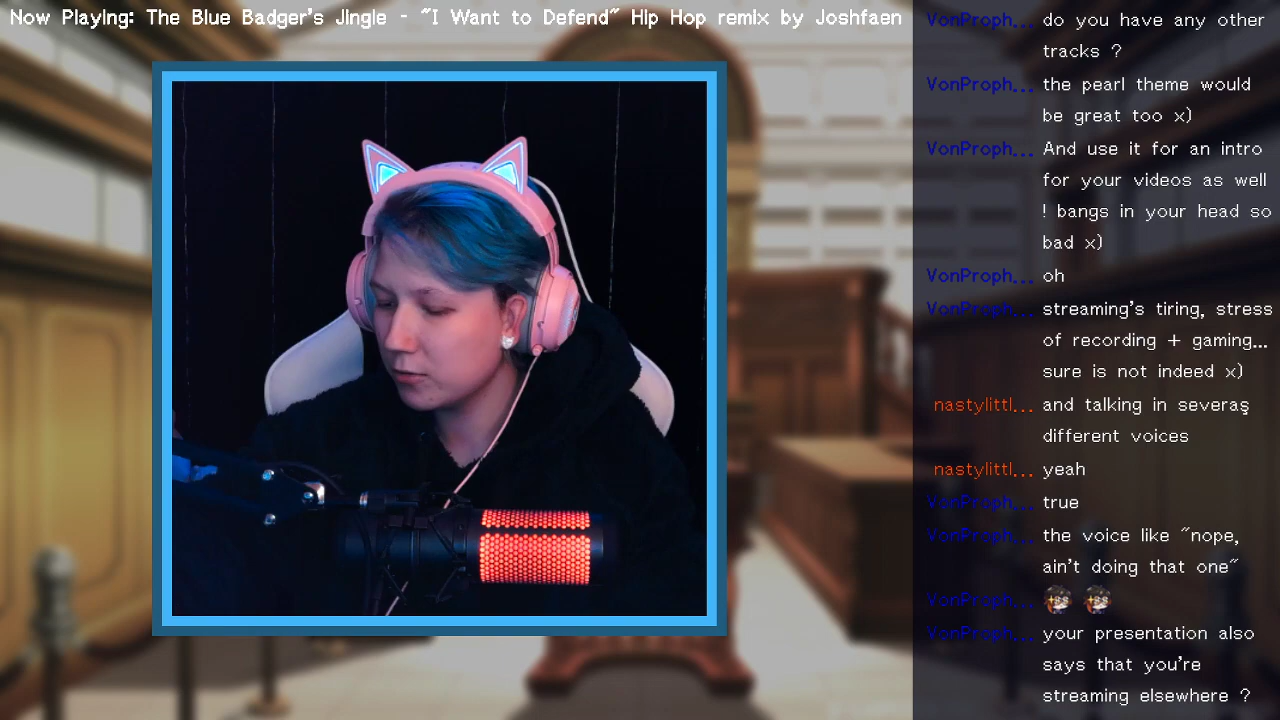 Now Playing: The Blue Badger's Jingle - "I Want to Defend" Hip Hop remix by Joshfaen
VonProph... do you have any other
tracks ?
VonProph... the pearl theme would
be great too x)
VonProph... And use it for an intro
for your videos as well
! bangs in your head so
bad x)
VonProph... oh
VonProph... streaming's tiring, stress
of recording + gaming...
sure is not indeed x)
nastylittl... and talking in severaş
different voices
nastylittl... yeah
VonProph... true
VonProph... the voice like "nope,
ain't doing that one"
VonProph...
VonProph... your presentation also
says that you're
streaming elsewhere ?